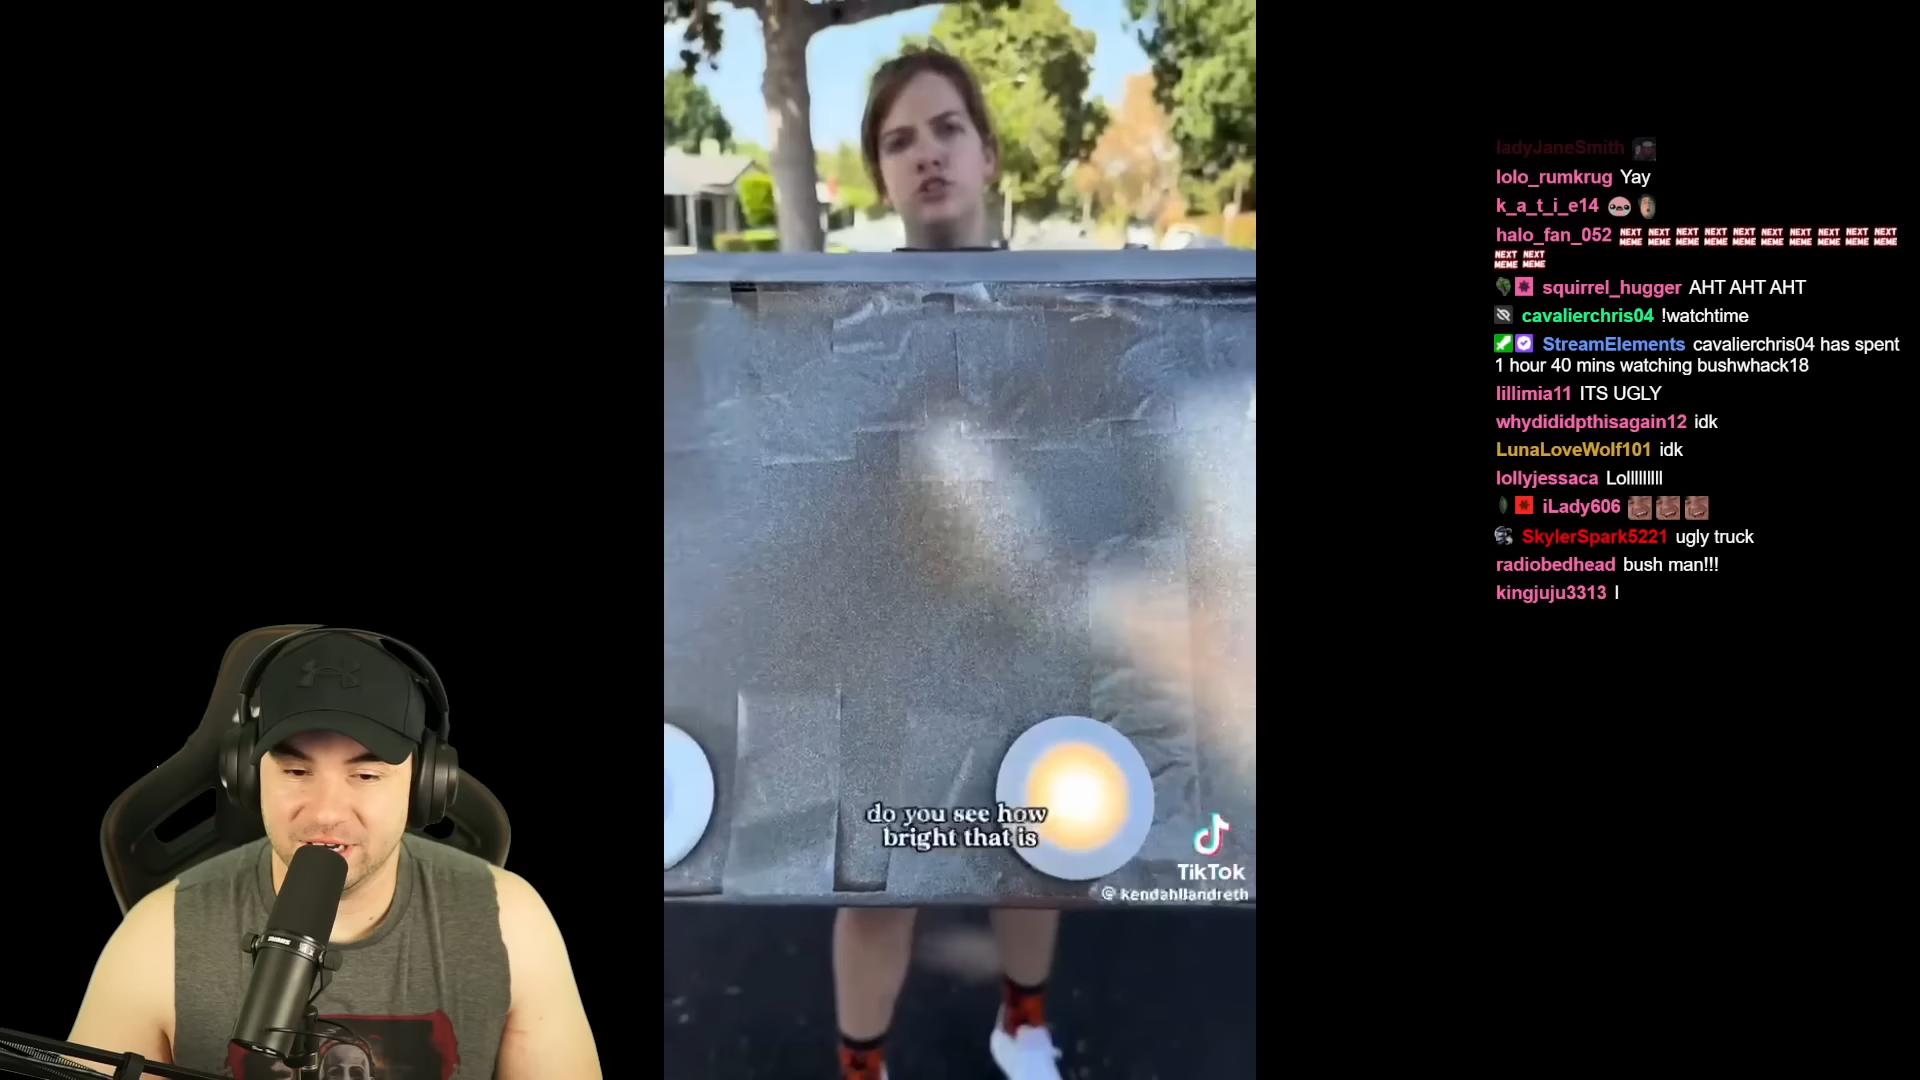 do you see how
bright that is
TikTok
@kendahllandreth
ladyJaneSmith
lolo_rumkrug Yay
k_a_t_i_e14
halo_fan_052 NEXT MEME NEXT MEME NEXT MEME NEXT MEME NEXT MEME NEXT MEME NEXT MEME NEXT MEME NEXT MEME NEXT MEME
NEXT MEME NEXT MEME
squirrel_hugger AHT AHT AHT
cavalierchris04 !watchtime
StreamElements cavalierchris04 has spent
1 hour 40 mins watching bushwhack18
lillimia11 ITS UGLY
whydididpthisagain12 idk
LunaLoveWolf101 idk
lollyjessaca Lolllllllll
iLady606
SkylerSpark5221 ugly truck
radiobedhead bush man!!!
kingjuju3313 I